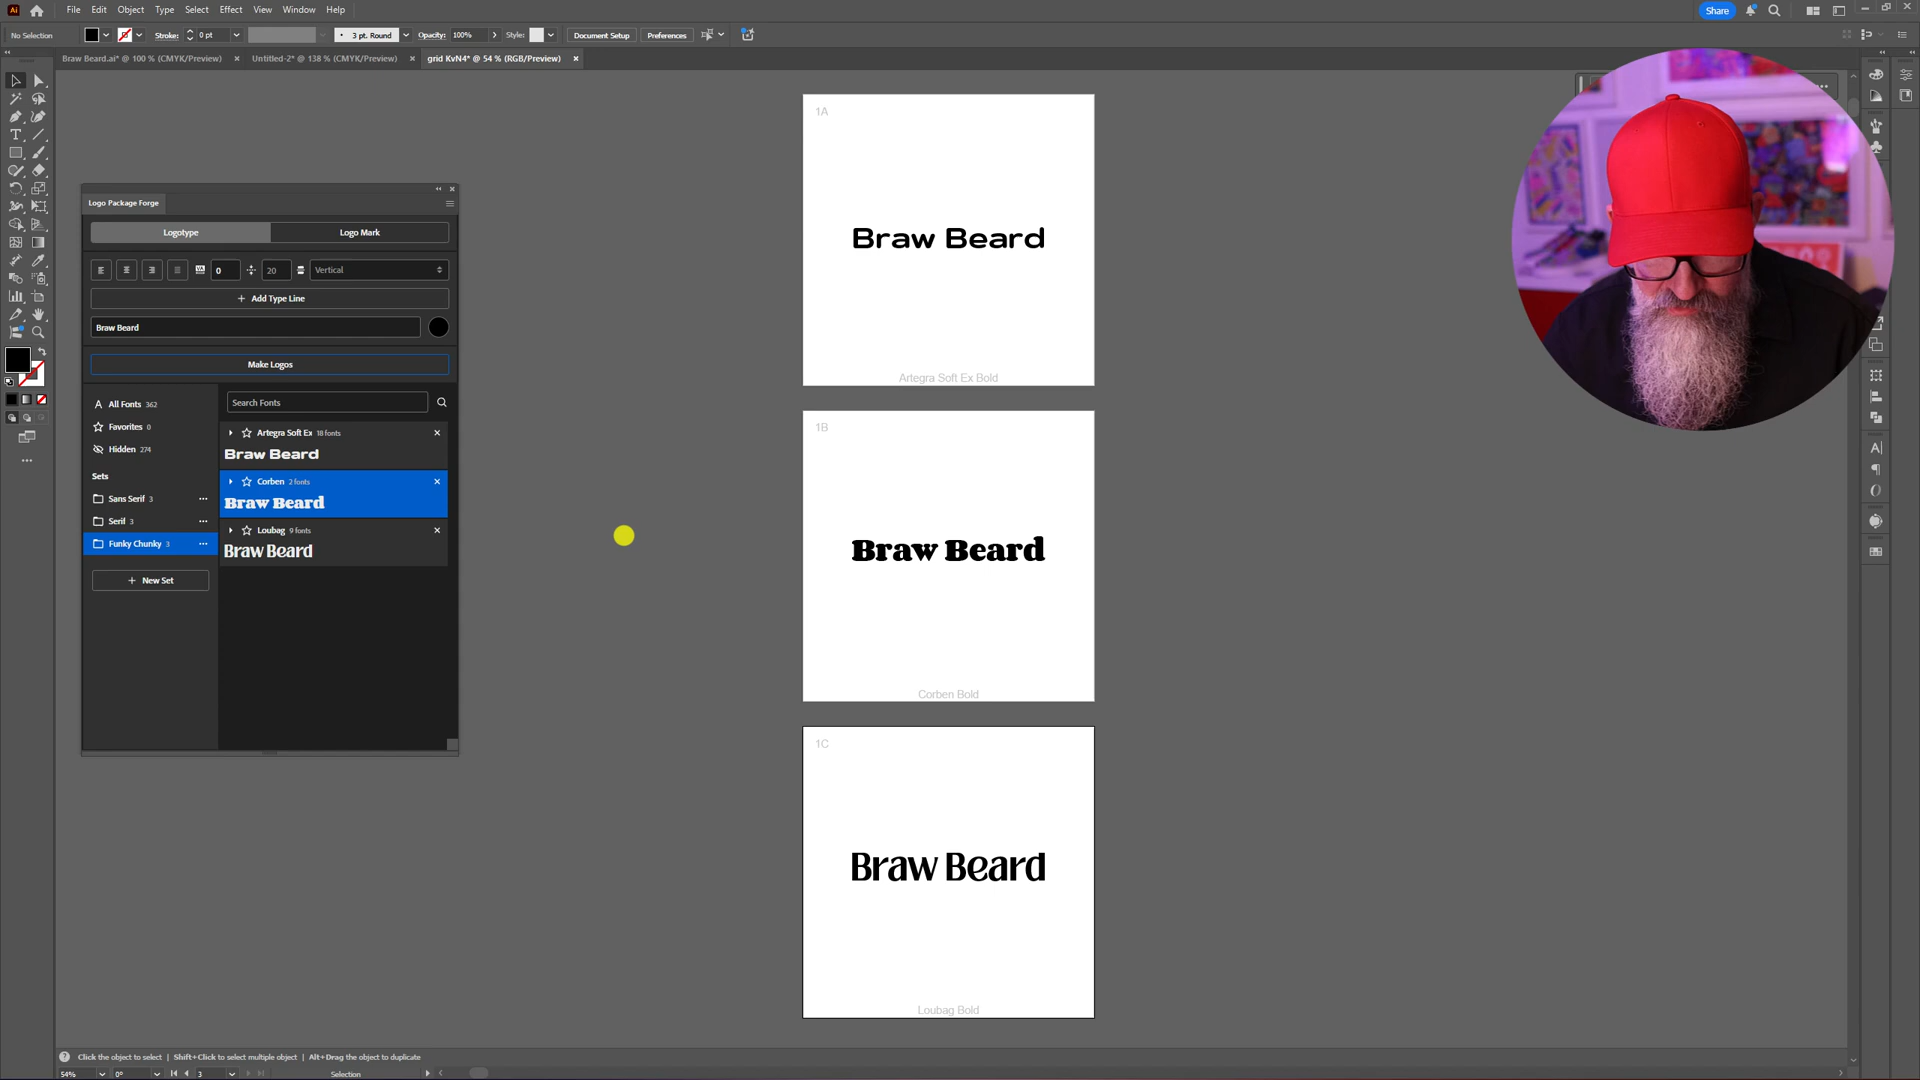 Ai File Edit Object Type Select Effect View Window Help Share
No Selection Stroke: 0 pt 3 pt. Round Opacity: 100% Style: Document Setup Preferences
Braw Beard.ai* @ 100 % (CMYK/Preview) × Untitled-2* @ 138 % (CMYK/Preview) × grid KvN4* @ 54 % (RGB/Preview) ×
Logo Package Forge
Logotype Logo Mark
0 20 Vertical
+ Add Type Line
Braw Beard
Make Logos
All Fonts 362
Favorites 0
Hidden 274
Sets
Sans Serif 3
Serif 3
Funky Chunky 3
+ New Set
Search Fonts
Artegra Soft Ex 18 fonts
Braw Beard
Corben 2 fonts
Braw Beard
Loubag 9 fonts
Braw Beard
1A
Braw Beard
Artegra Soft Ex Bold
1B
Braw Beard
Corben Bold
1C
Braw Beard
Loubag Bold
Click the object to select | Shift+Click to select multiple object | Alt+Drag the object to duplicate
54% 0° 3 Selection